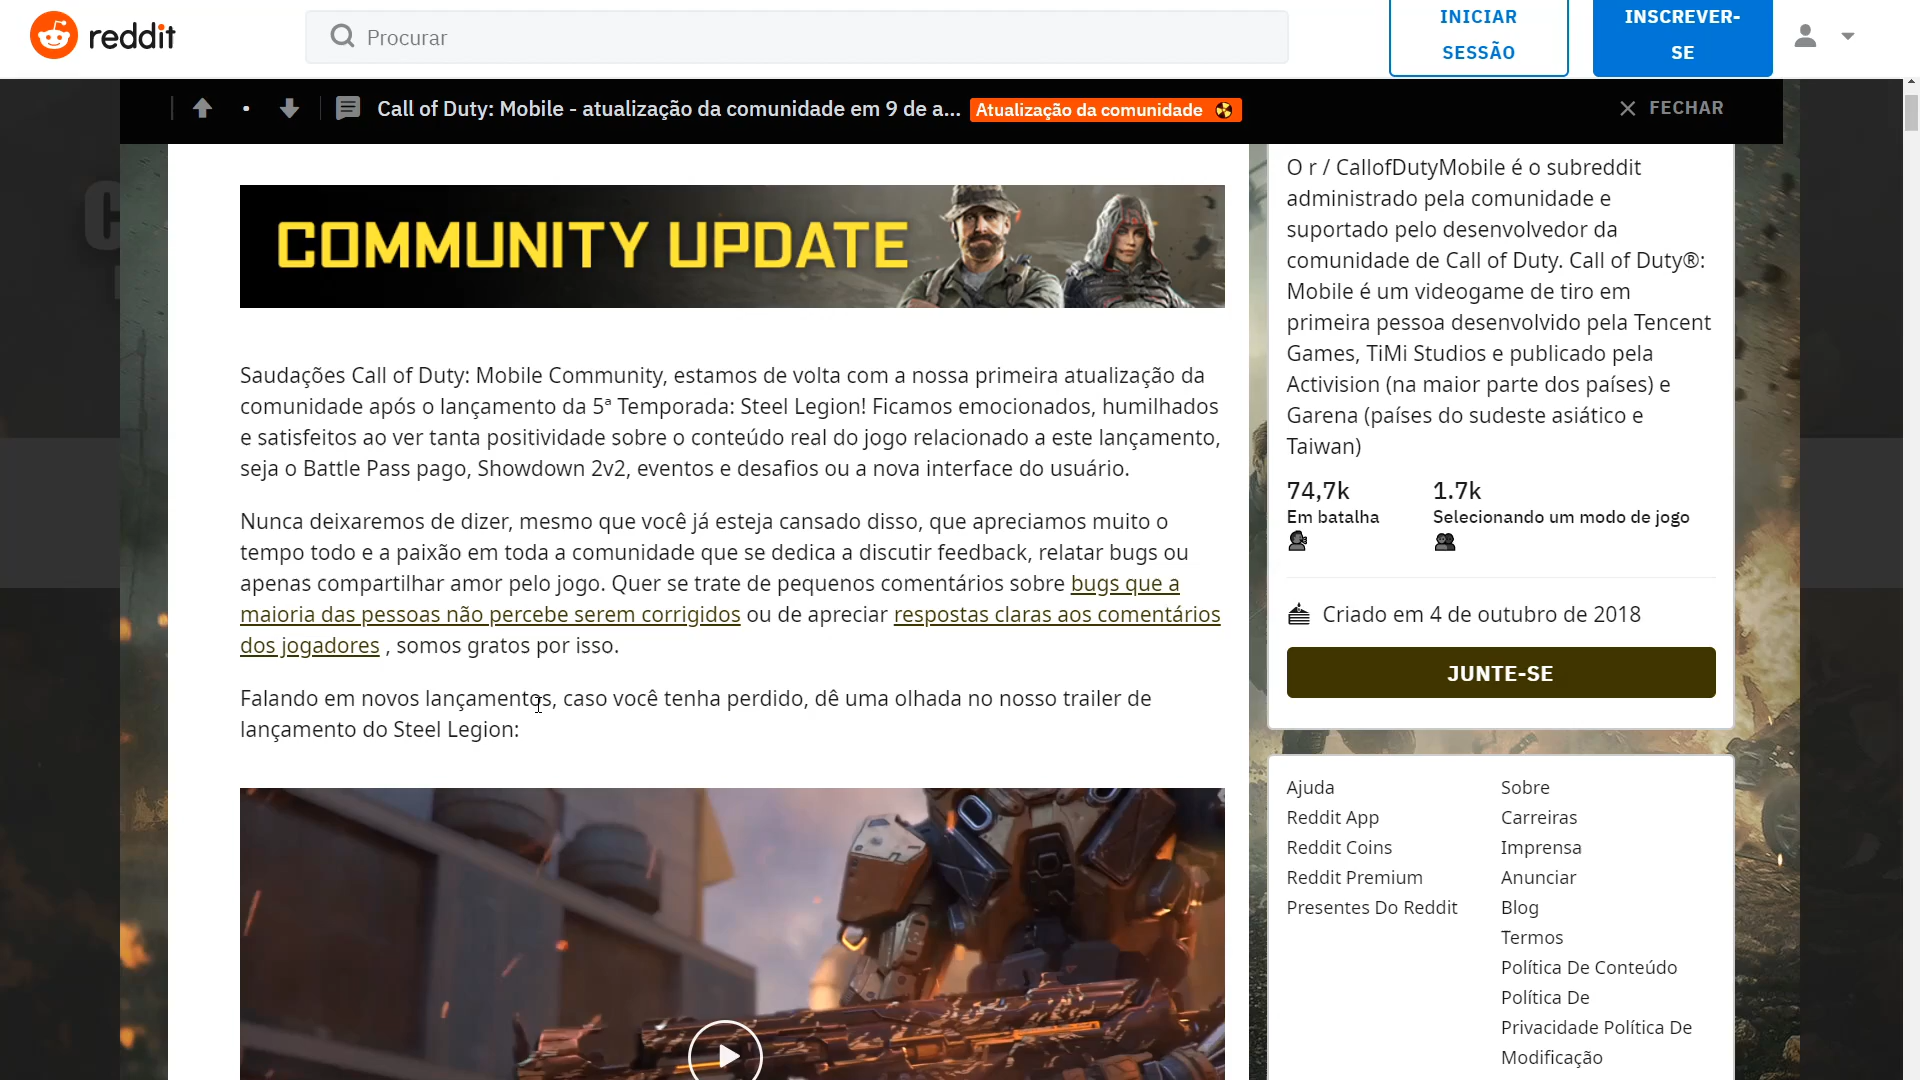 reddit
Procurar
INICIAR
SESSÃO
INSCREVER-
SE
Call of Duty: Mobile - atualização da comunidade em 9 de a...
Atualização da comunidade
FECHAR
COMMUNITY UPDATE
Saudações Call of Duty: Mobile Community, estamos de volta com a nossa primeira atualização da
comunidade após o lançamento da 5ª Temporada: Steel Legion! Ficamos emocionados, humilhados
e satisfeitos ao ver tanta positividade sobre o conteúdo real do jogo relacionado a este lançamento,
seja o Battle Pass pago, Showdown 2v2, eventos e desafios ou a nova interface do usuário.
Nunca deixaremos de dizer, mesmo que você já esteja cansado disso, que apreciamos muito o
tempo todo e a paixão em toda a comunidade que se dedica a discutir feedback, relatar bugs ou
apenas compartilhar amor pelo jogo. Quer se trate de pequenos comentários sobre bugs que a
maioria das pessoas não percebe serem corrigidos ou de apreciar respostas claras aos comentários
dos jogadores , somos gratos por isso.
Falando em novos lançamentos, caso você tenha perdido, dê uma olhada no nosso trailer de
lançamento do Steel Legion:
O r / CallofDutyMobile é o subreddit
administrado pela comunidade e
suportado pelo desenvolvedor da
comunidade de Call of Duty. Call of Duty®:
Mobile é um videogame de tiro em
primeira pessoa desenvolvido pela Tencent
Games, TiMi Studios e publicado pela
Activision (na maior parte dos países) e
Garena (países do sudeste asiático e
Taiwan)
74,7k
Em batalha
1.7k
Selecionando um modo de jogo
Criado em 4 de outubro de 2018
JUNTE-SE
Ajuda
Reddit App
Reddit Coins
Reddit Premium
Presentes Do Reddit
Sobre
Carreiras
Imprensa
Anunciar
Blog
Termos
Política De Conteúdo
Política De
Privacidade Política De
Modificação